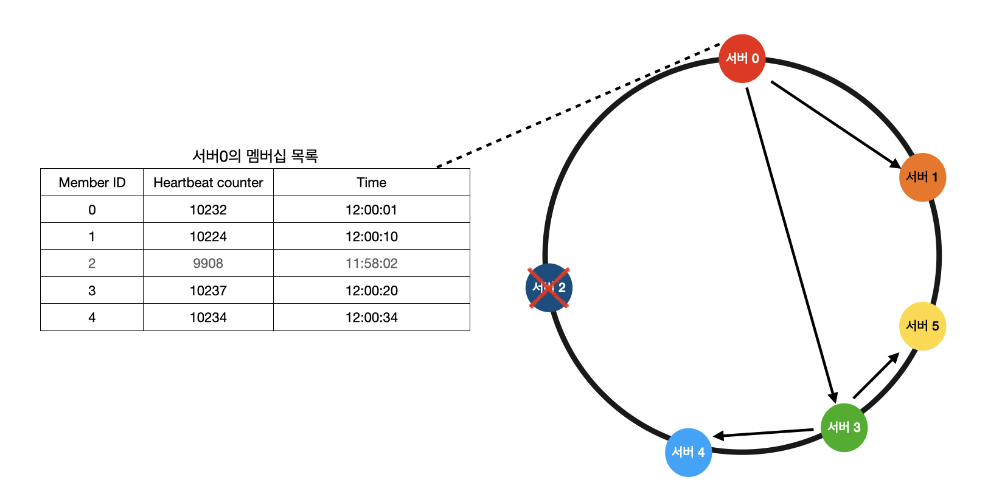 서버0의 멤버십 목록
Member ID Heartbeat counter Time
0 10232 12:00:01
1 10224 12:00:10
2 9908 11:58:02
3 10237 12:00:20
4 10234 12:00:34
서버 0
서버 1
서버 2
서버 5
서버 3
서버 4